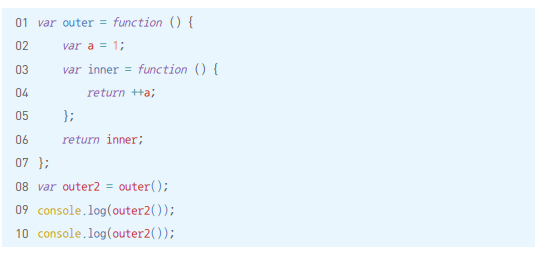 01 var outer = function () {
02     var a = 1;
03     var inner = function () {
04         return ++a;
05     };
06     return inner;
07 };
08 var outer2 = outer();
09 console.log(outer2());
10 console.log(outer2());